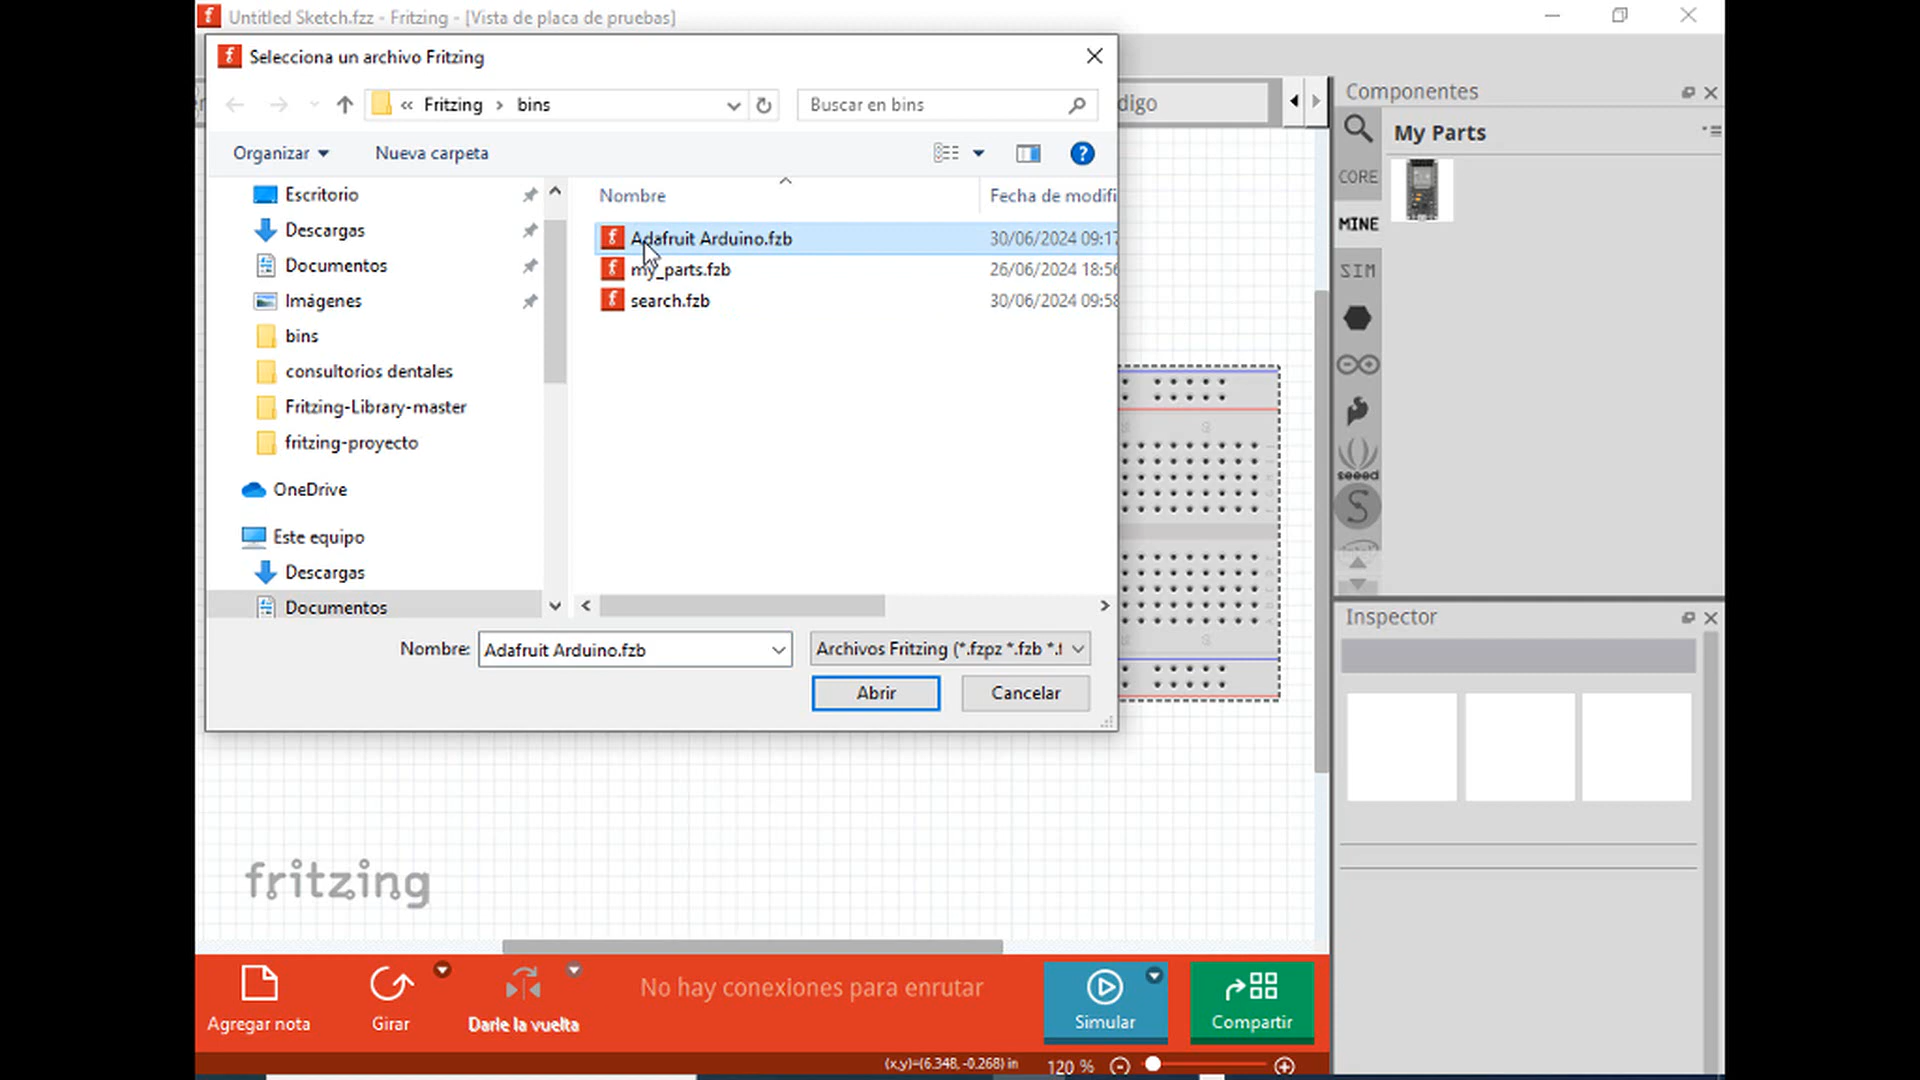 Untitled Sketch.fzz - Fritzing - [Vista de placa de pruebas]
Selecciona un archivo Fritzing
« Fritzing › bins
Buscar en bins
Organizar
Nueva carpeta
Escritorio
Descargas
Documentos
Imágenes
bins
consultorios dentales
Fritzing-Library-master
fritzing-proyecto
OneDrive
Este equipo
Descargas
Documentos
Nombre
Fecha de modifi
Adafruit Arduino.fzb
30/06/2024 09:17
my_parts.fzb
26/06/2024 18:56
search.fzb
30/06/2024 09:58
Nombre: Adafruit Arduino.fzb
Archivos Fritzing (*.fzpz *.fzb *.f
Abrir
Cancelar
digo
Componentes
My Parts
CORE
MINE
SIM
seeed
Inspector
fritzing
Agregar nota
Girar
Darle la vuelta
No hay conexiones para enrutar
Simular
Compartir
(x,y)=(6.348, -0.268) in
120 %